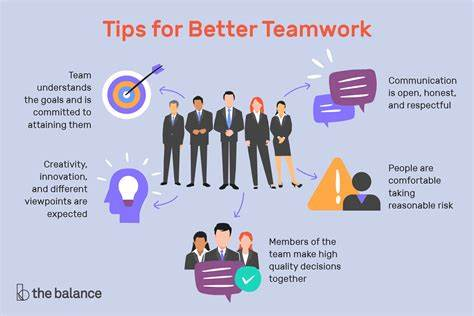 Tips for Better Teamwork
Team
understands
the goals and is
committed to
attaining them
Communication
is open, honest,
and respectful
Creativity,
innovation,
and different
viewpoints are
expected
People are
comfortable
taking
reasonable risk
Members of the
team make high
quality decisions
together
the balance